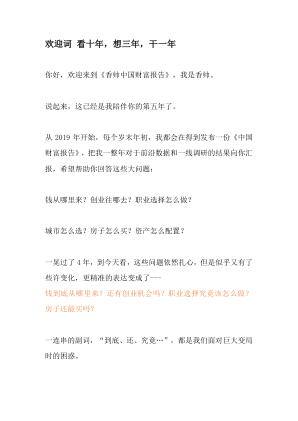 欢迎词 看十年，想三年，干一年
你好，欢迎来到《香帅中国财富报告》，我是香帅。
说起来，这已经是我陪伴你的第五年了。
从 2019 年开始，每个岁末年初，我都会在得到发布一份《中国
财富报告》，把我一整年对于前沿数据和一线调研的结果向你汇
报，希望帮助你回答这些大问题：
钱从哪里来？创业往哪去？职业选择怎么做？
城市怎么选？房子怎么买？资产怎么配置？
一晃过了 4 年，到今天看，这些问题依然扎心，但是似乎又有了
些许变化，更精准的表达变成了---
钱到底从哪里来？还有创业机会吗？职业选择究竟该怎么做？
房子还能买吗？
一连串的副词，“到底、还、究竟…”，都是我们面对巨大变局
时的困惑。